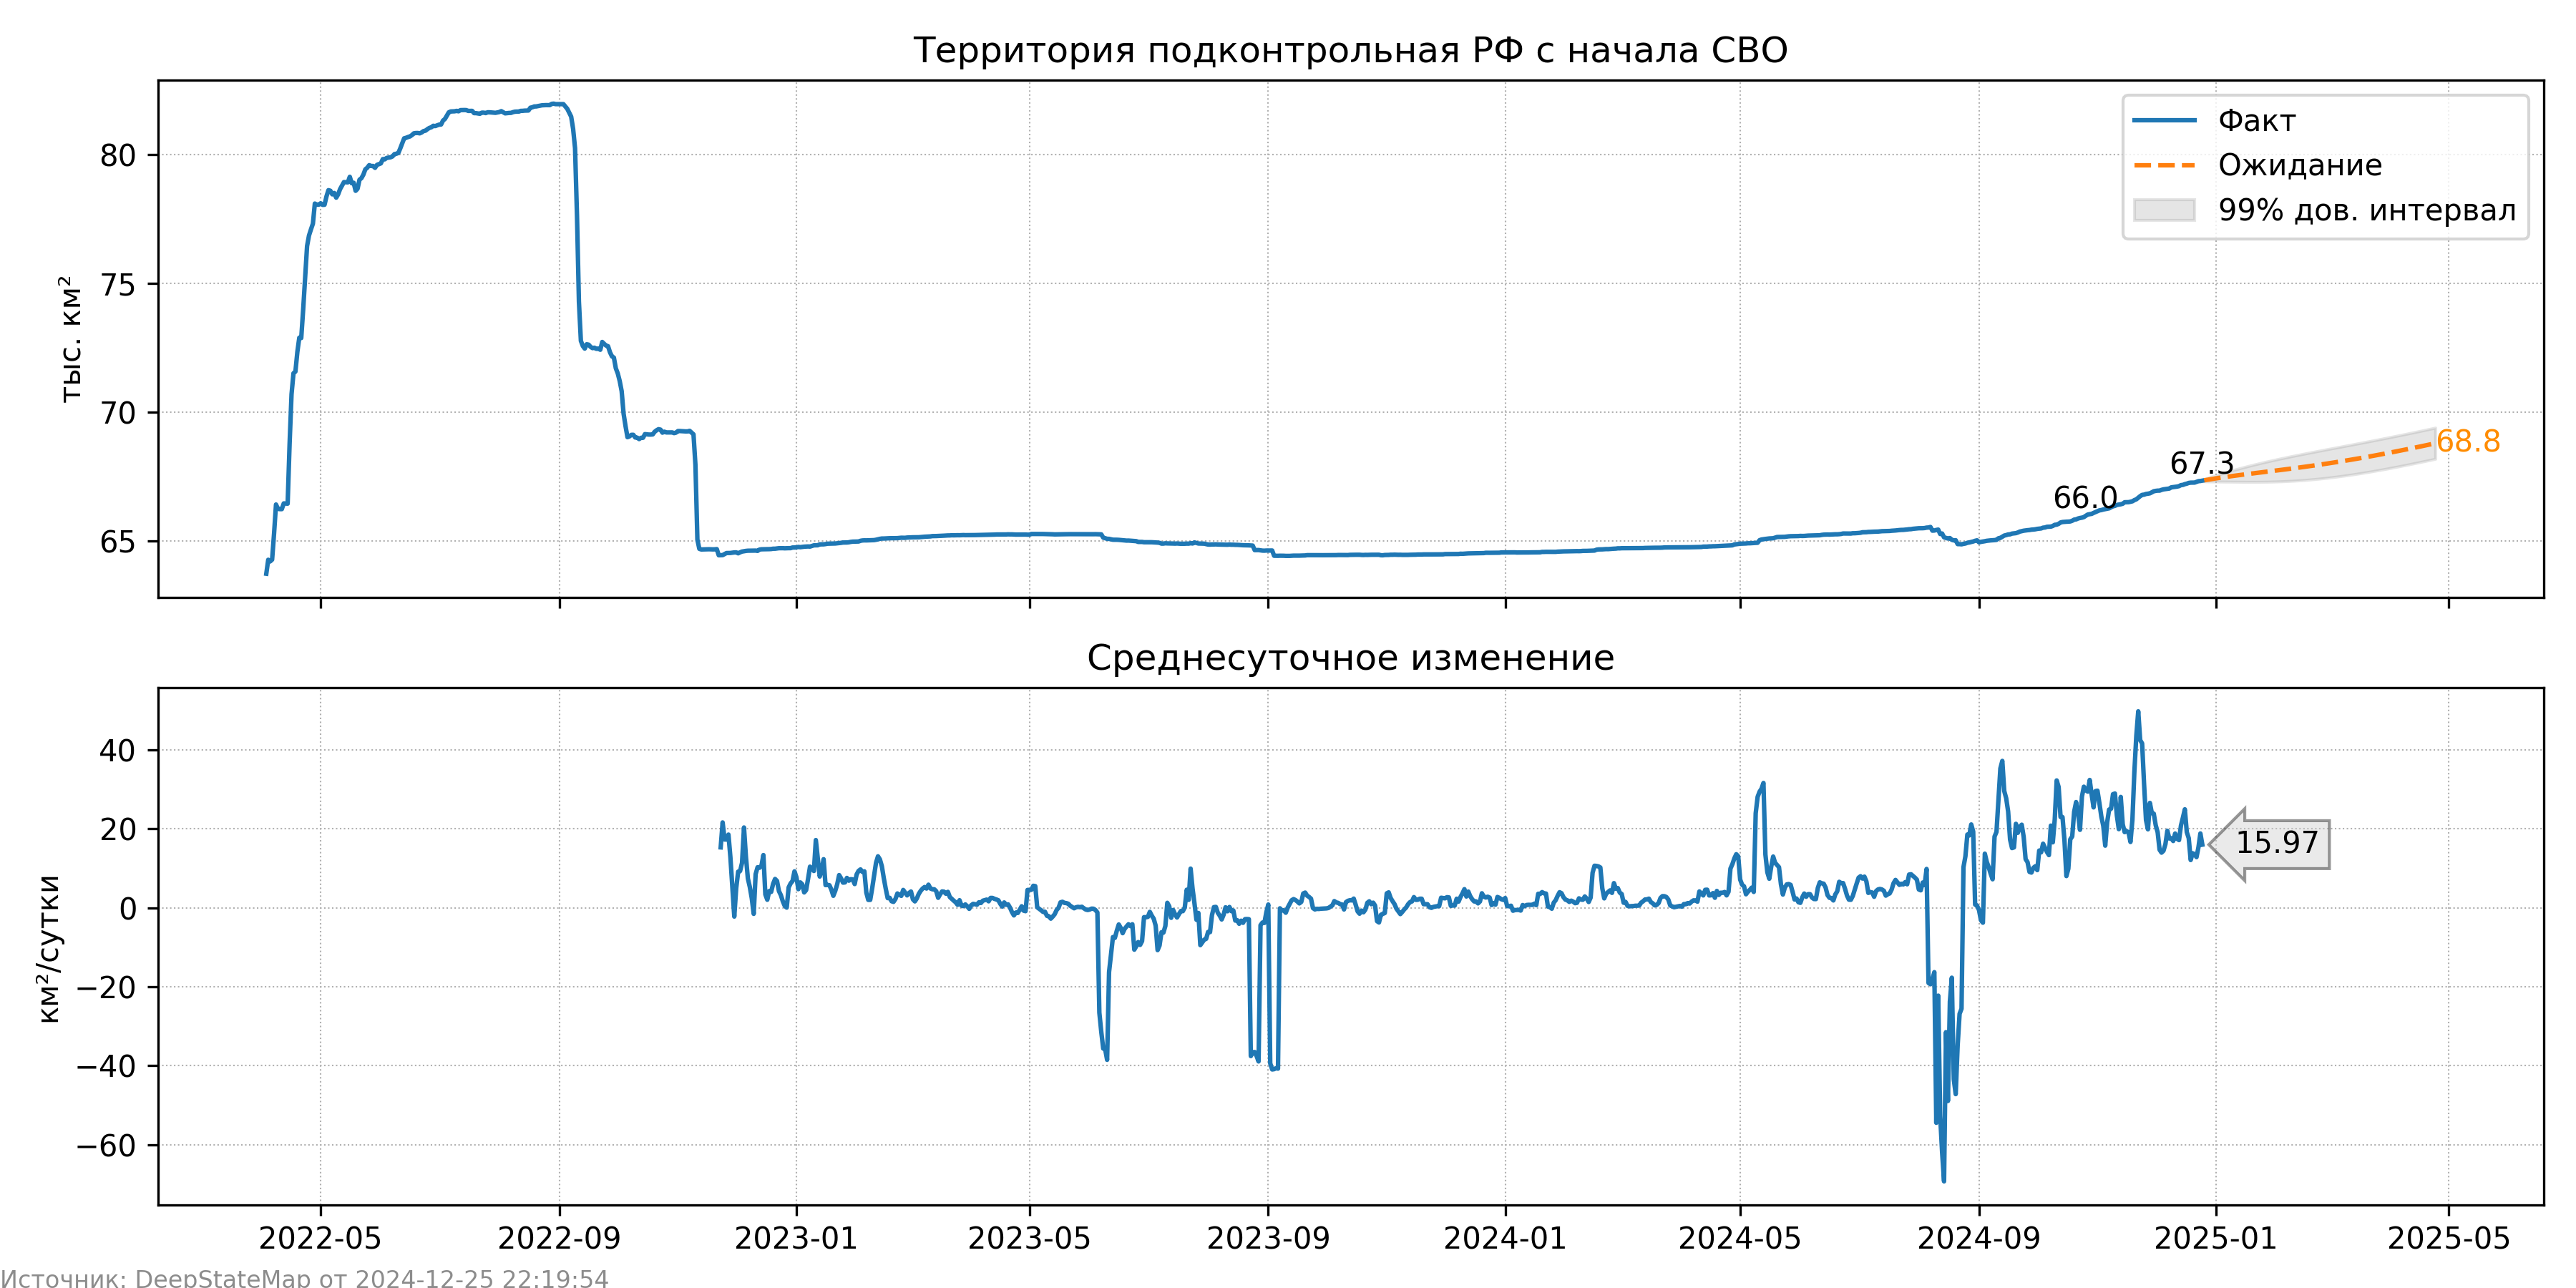 Территория подконтрольная РФ с начала СВО
тыс. км²
80
75
70
65
Факт
Ожидание
99% дов. интервал
66.0
67.3
68.8
Среднесуточное изменение
км²/сутки
40
20
0
−20
−40
−60
15.97
2022-05 2022-09 2023-01 2023-05 2023-09 2024-01 2024-05 2024-09 2025-01 2025-05
Источник: DeepStateMap от 2024-12-25 22:19:54